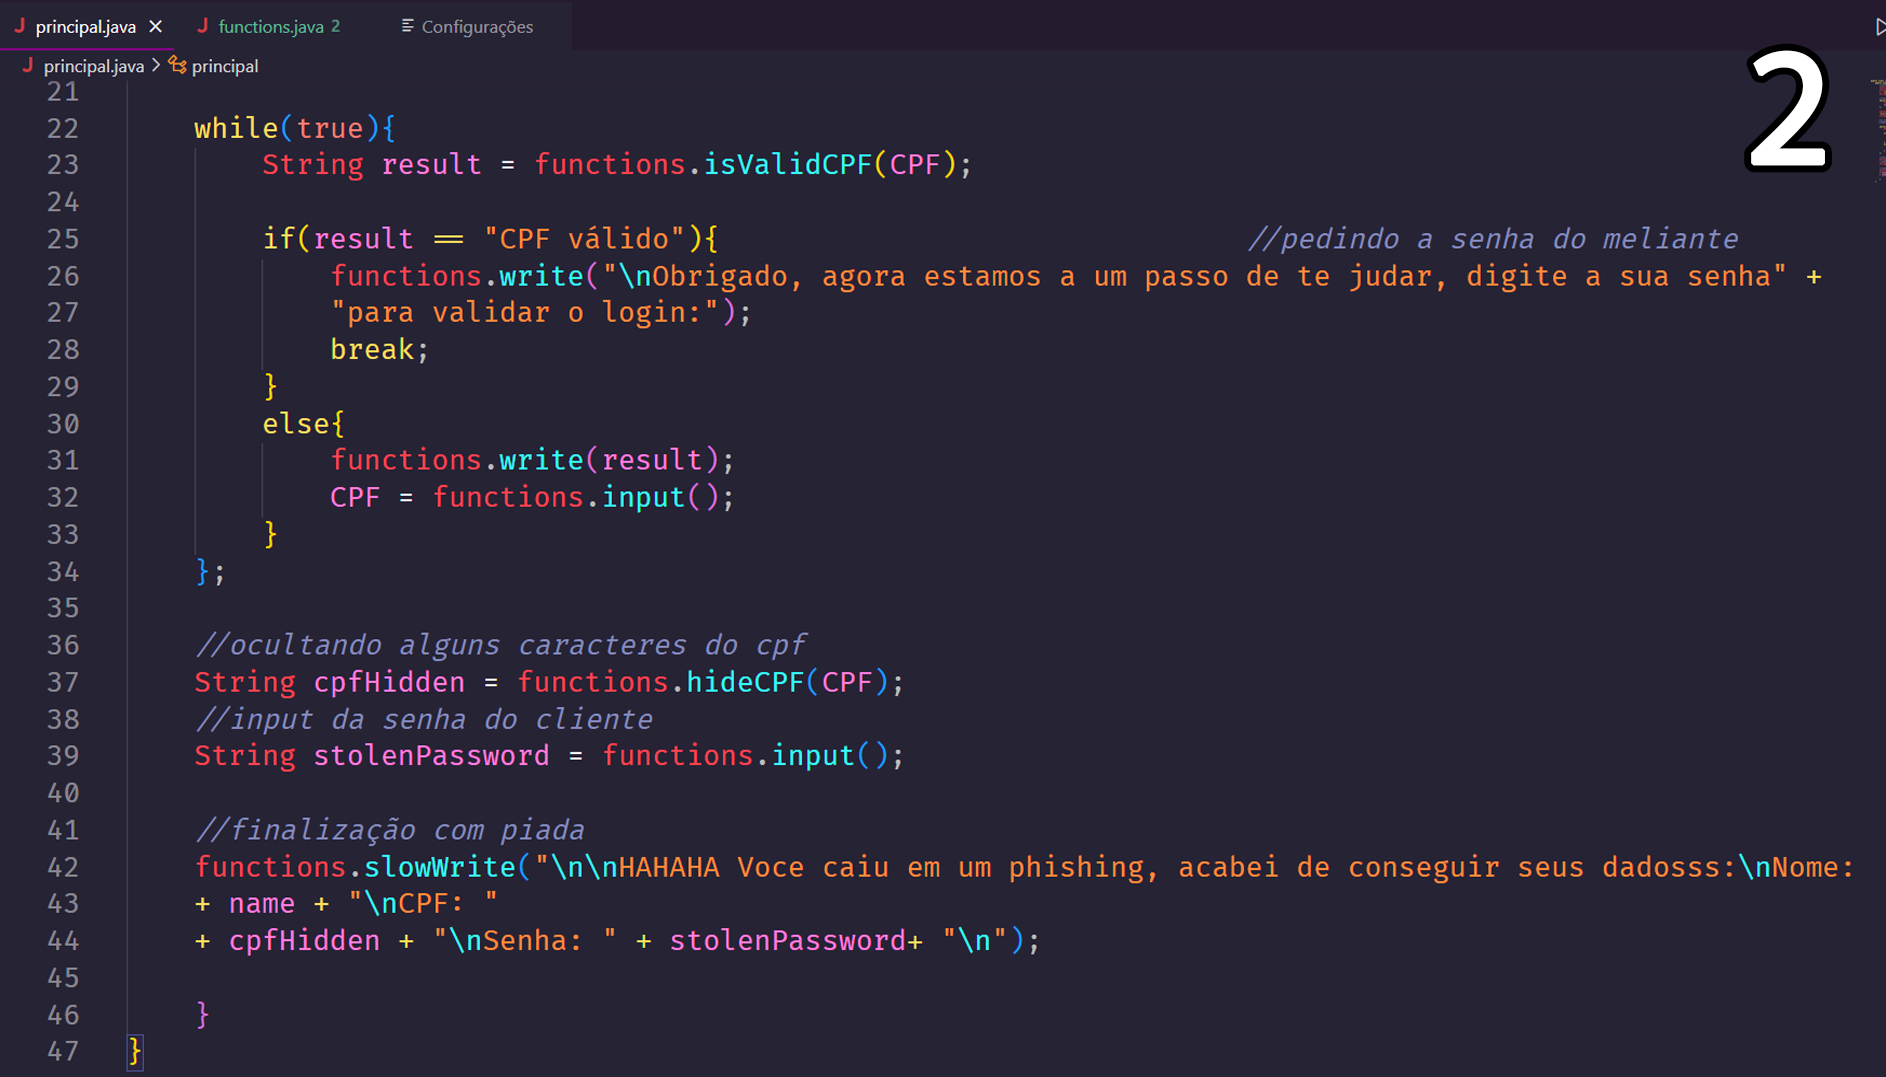 principal.java
functions.java 2
Configurações
principal.java > principal
2
21
22 while(true){
23 String result = functions.isValidCPF(CPF);
24
25 if(result == "CPF válido"){ //pedindo a senha do meliante
26 functions.write("\nObrigado, agora estamos a um passo de te judar, digite a sua senha" +
27 "para validar o login:");
28 break;
29 }
30 else{
31 functions.write(result);
32 CPF = functions.input();
33 }
34 };
35
36 //ocultando alguns caracteres do cpf
37 String cpfHidden = functions.hideCPF(CPF);
38 //input da senha do cliente
39 String stolenPassword = functions.input();
40
41 //finalização com piada
42 functions.slowWrite("\n\nHAHAHA Voce caiu em um phishing, acabei de conseguir seus dadosss:\nNome:
43 + name + "\nCPF: "
44 + cpfHidden + "\nSenha: " + stolenPassword+ "\n");
45
46 }
47 }